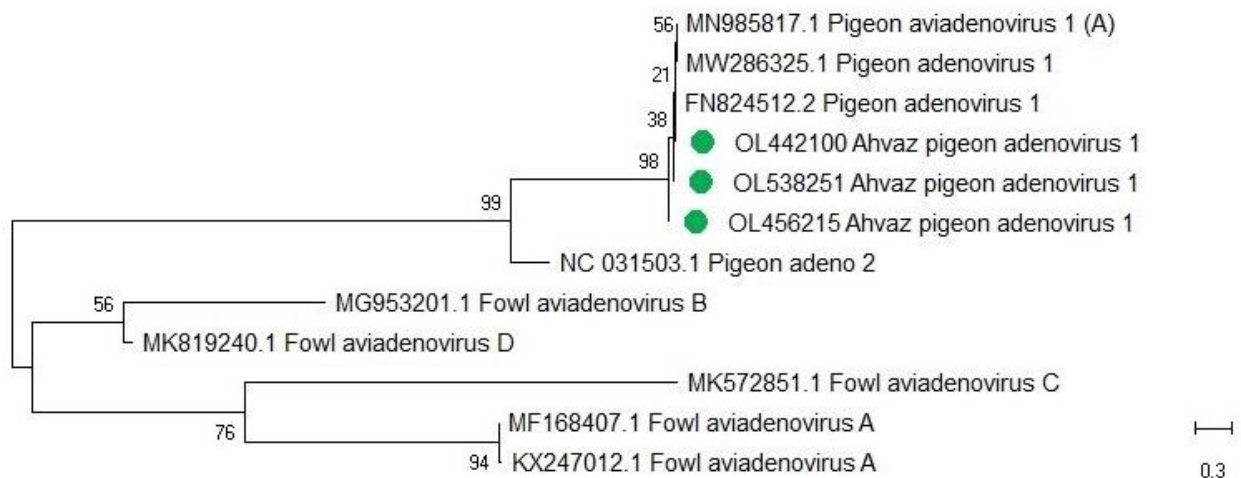 56 MN985817.1 Pigeon aviadenovirus 1 (A)
21 MW286325.1 Pigeon adenovirus 1
38 FN824512.2 Pigeon adenovirus 1
OL442100 Ahvaz pigeon adenovirus 1
98 OL538251 Ahvaz pigeon adenovirus 1
99 OL456215 Ahvaz pigeon adenovirus 1
NC 031503.1 Pigeon adeno 2
56 MG953201.1 Fowl aviadenovirus B
MK819240.1 Fowl aviadenovirus D
MK572851.1 Fowl aviadenovirus C
76 MF168407.1 Fowl aviadenovirus A
94 KX247012.1 Fowl aviadenovirus A
0.3